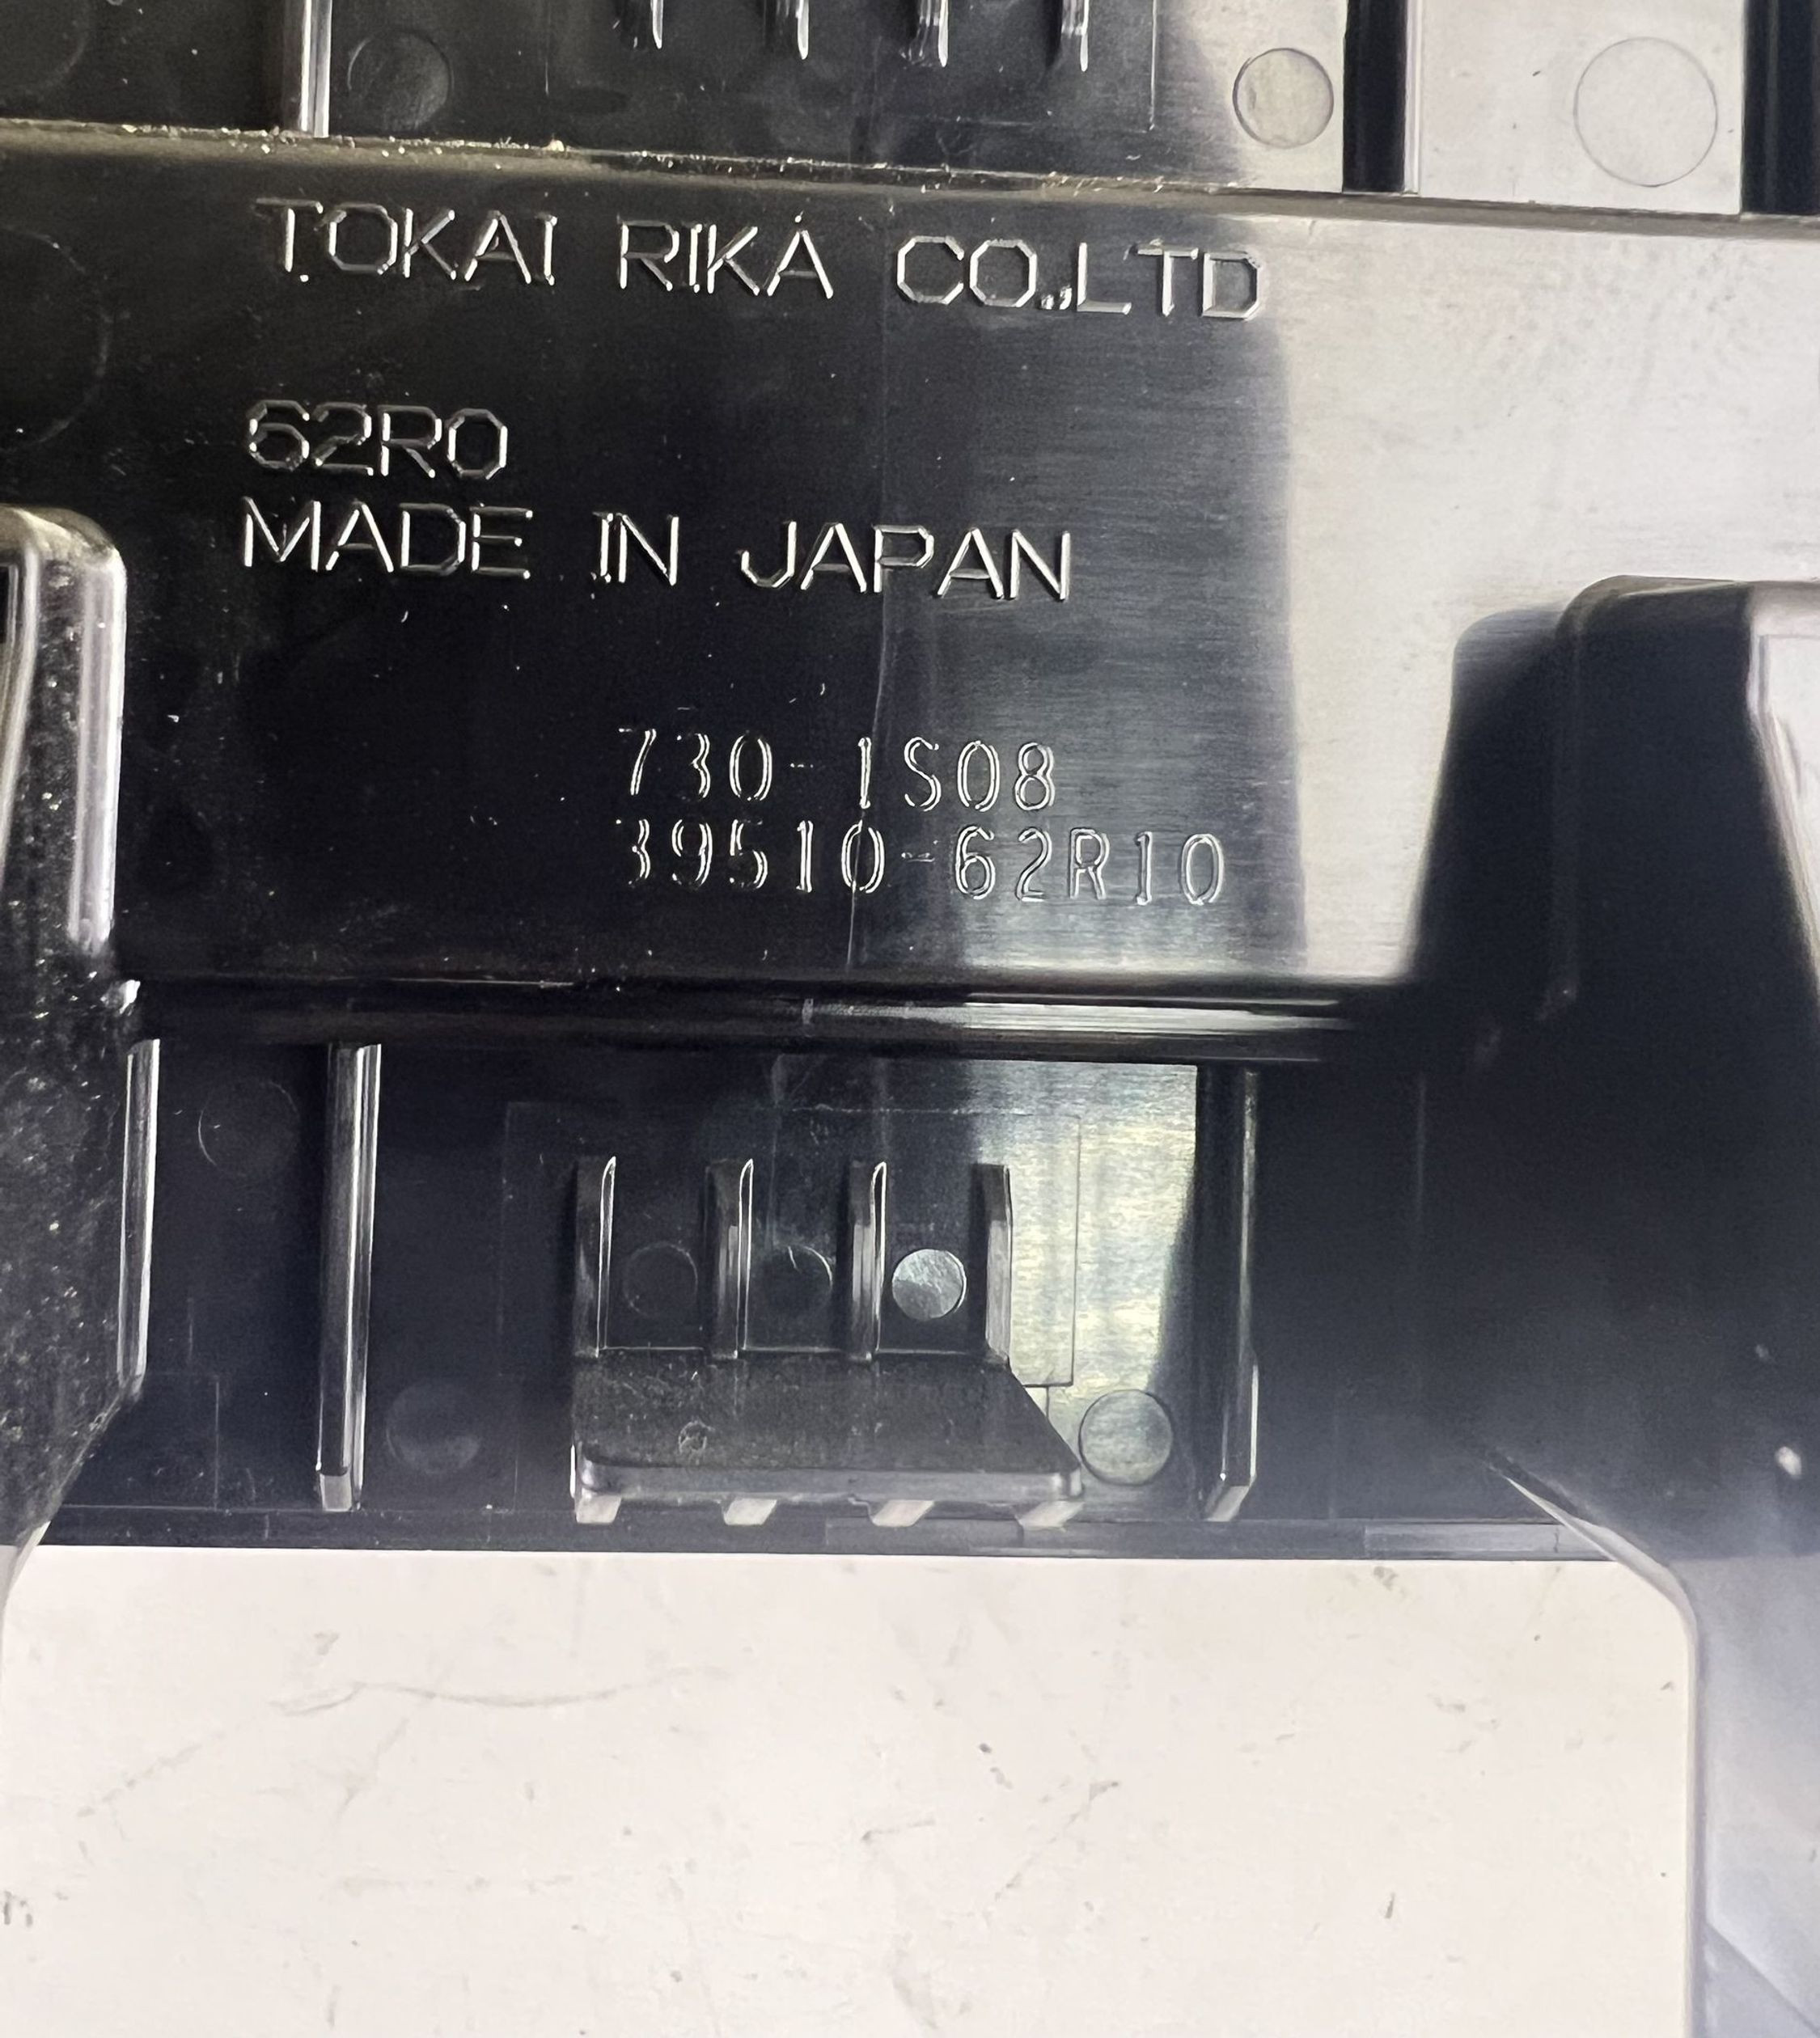 TOKAI RIKA CO.,LTD
62R0
MADE IN JAPAN
730-1S08
39510-62R10